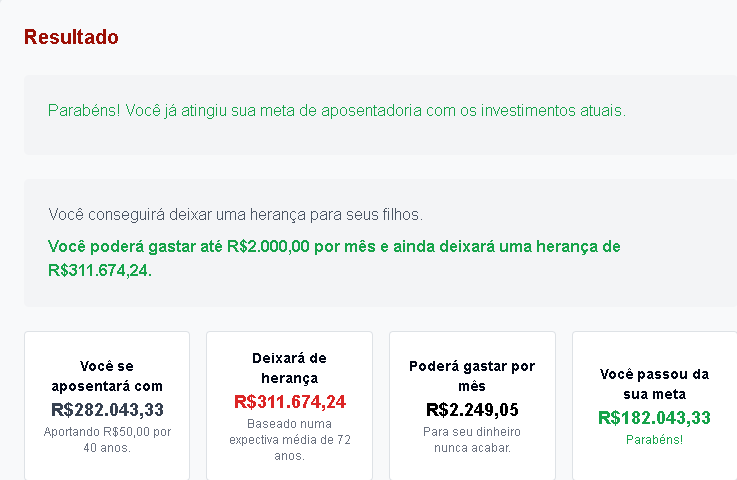 Resultado
Parabéns! Você já atingiu sua meta de aposentadoria com os investimentos atuais.
Você conseguirá deixar uma herança para seus filhos.
Você poderá gastar até R$2.000,00 por mês e ainda deixará uma herança de
R$311.674,24.
Você se
aposentará com
R$282.043,33
Aportando R$50,00 por
40 anos.
Deixará de
herança
R$311.674,24
Baseado numa
expectiva média de 72
anos.
Poderá gastar por
mês
R$2.249,05
Para seu dinheiro
nunca acabar.
Você passou da
sua meta
R$182.043,33
Parabéns!